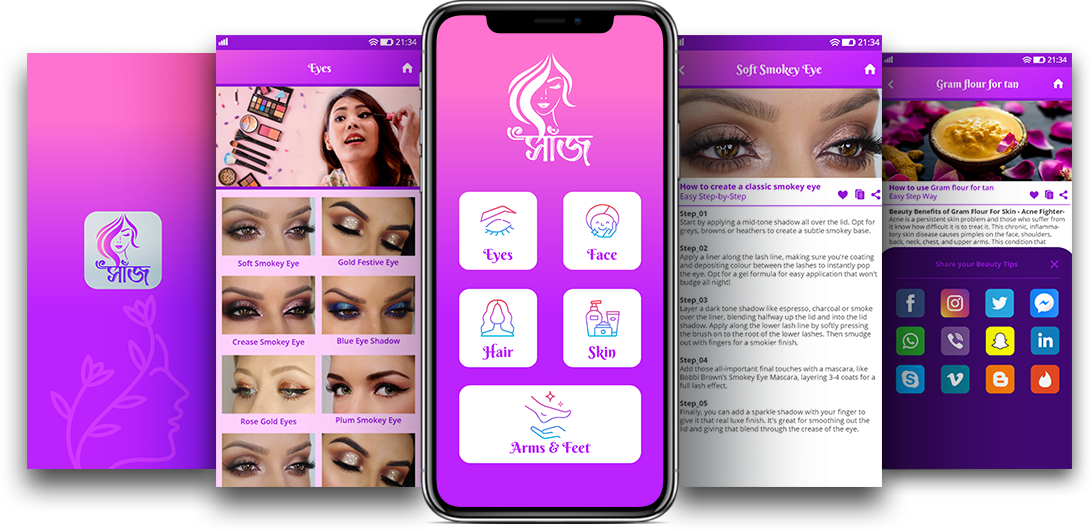 সাঁজ
21:34
Eyes
Soft Smokey Eye
Gold Festive Eye
Crease Smokey Eye
Blue Eye Shadow
Rose Gold Eyes
Plum Smokey Eye
সাঁজ
Eyes
Face
Hair
Skin
Arms & Feet
21:34
Soft Smokey Eye
How to create a classic smokey eye
Easy Step-by-Step
Step_01
Start by applying a mid-tone shadow all over the lid. Opt for
greys, browns or heathers to create a subtle smokey base.
Step_02
Apply a liner along the lash line, making sure you're coating
and depositing colour between the lashes to instantly pop
the eye. Opt for a gel formula for easy application that won't
budge all night!
Step_03
Layer a dark tone shadow like espresso, charcoal or smoke
over the liner, blending halfway up the lid and into the lid
shadow. Apply along the lower lash line by softly pressing
the brush on to the root of the lower lashes. Then smudge
out with fingers for a smokier finish.
Step_04
Add those all-important final touches with a mascara, like
Bobbi Brown's Smokey Eye Mascara, layering 3-4 coats for a
full lash effect.
Step_05
Finally, you can add a sparkle shadow with your finger to
give it that real luxe finish. It's great for smoothing out the
lid and giving that blend through the crease of the eye.
21:34
Gram flour for tan
How to use Gram flour for tan
Easy Step Way
Beauty Benefits of Gram Flour For Skin - Acne Fighter-
Acne is a persistent skin problem and those who suffer from
it know how difficult it is to treat it. This chronic, inflamma-
tory skin disease causes pimples on the face, shoulders,
back, neck, chest, and upper arms. This condition that
Share your Beauty Tips